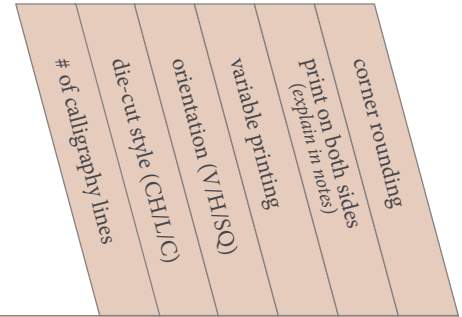 # of calligraphy lines
die-cut style (CH/L/C)
orientation (V/H/SQ)
variable printing
print on both sides
(explain in notes)
corner rounding